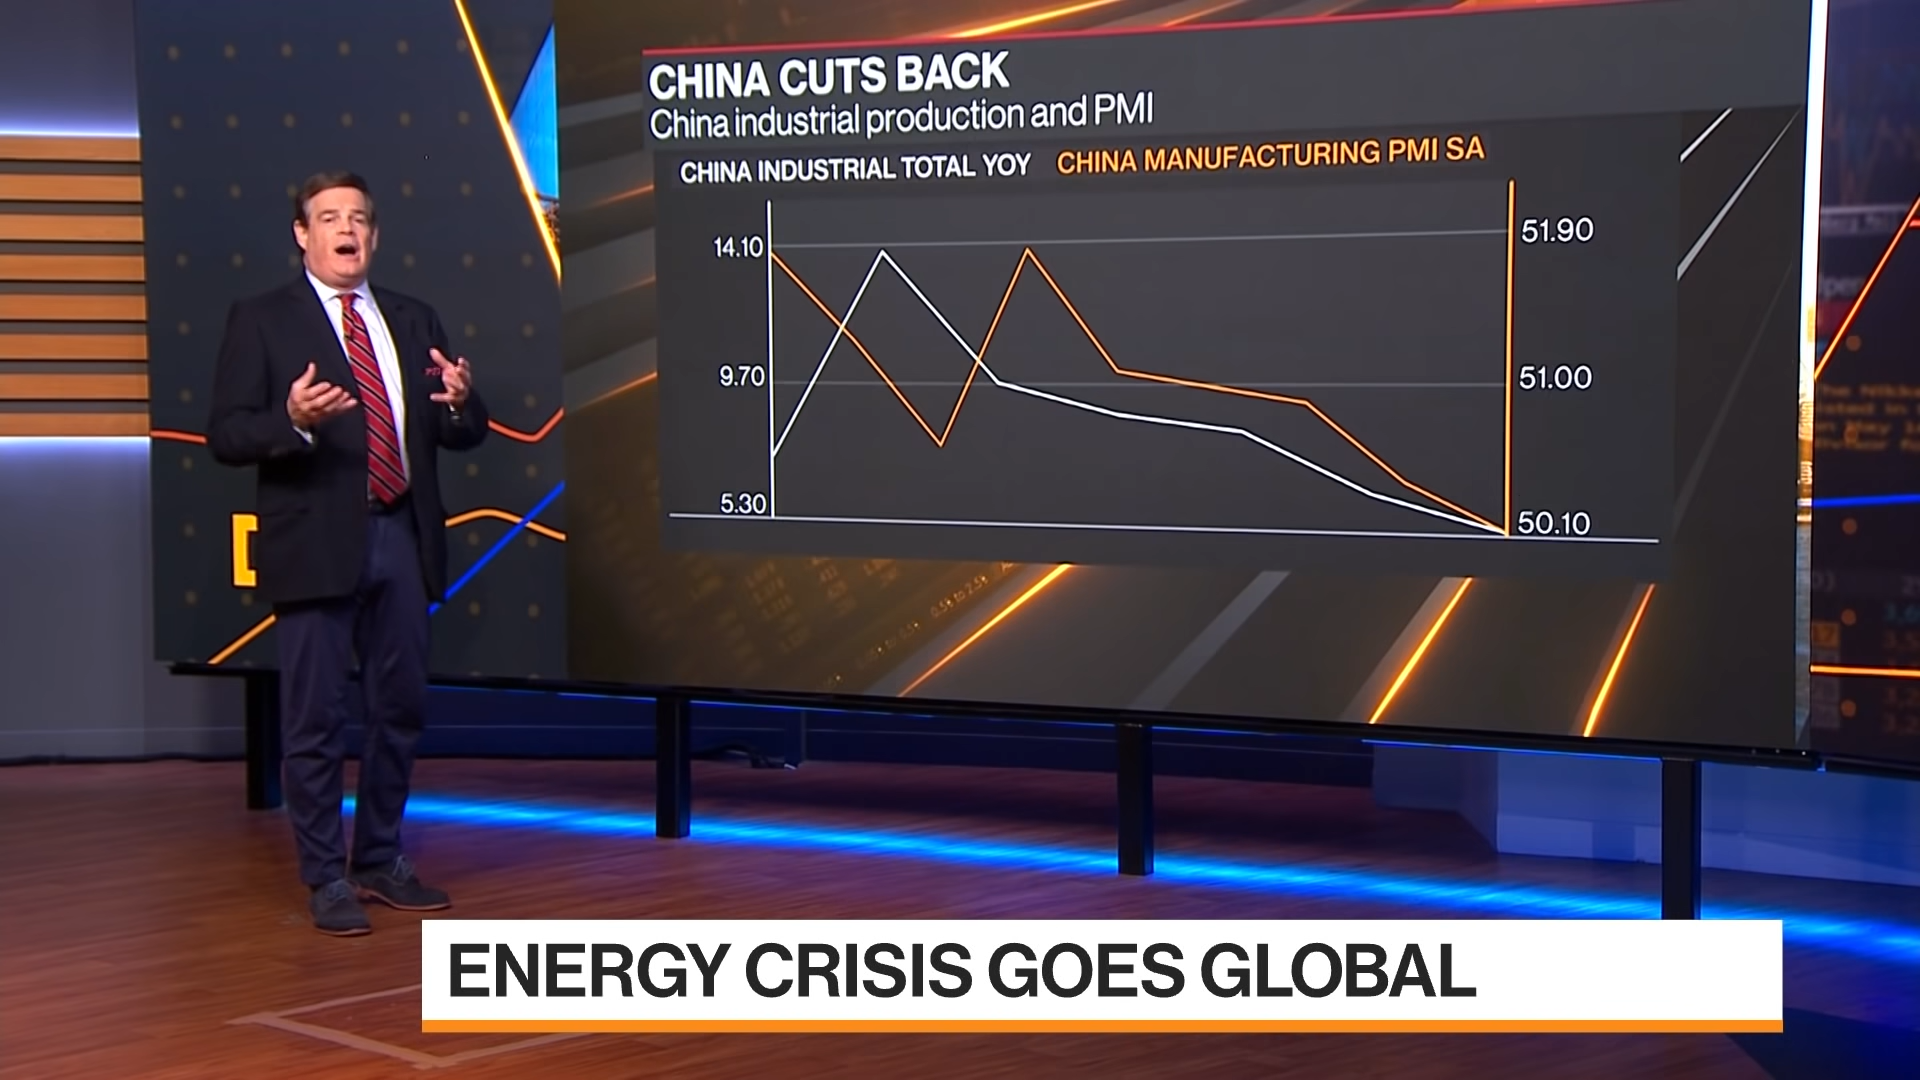 CHINA CUTS BACK
China industrial production and PMI
CHINA INDUSTRIAL TOTAL YOY CHINA MANUFACTURING PMI SA
14.10 51.90
9.70 51.00
5.30 50.10
ENERGY CRISIS GOES GLOBAL